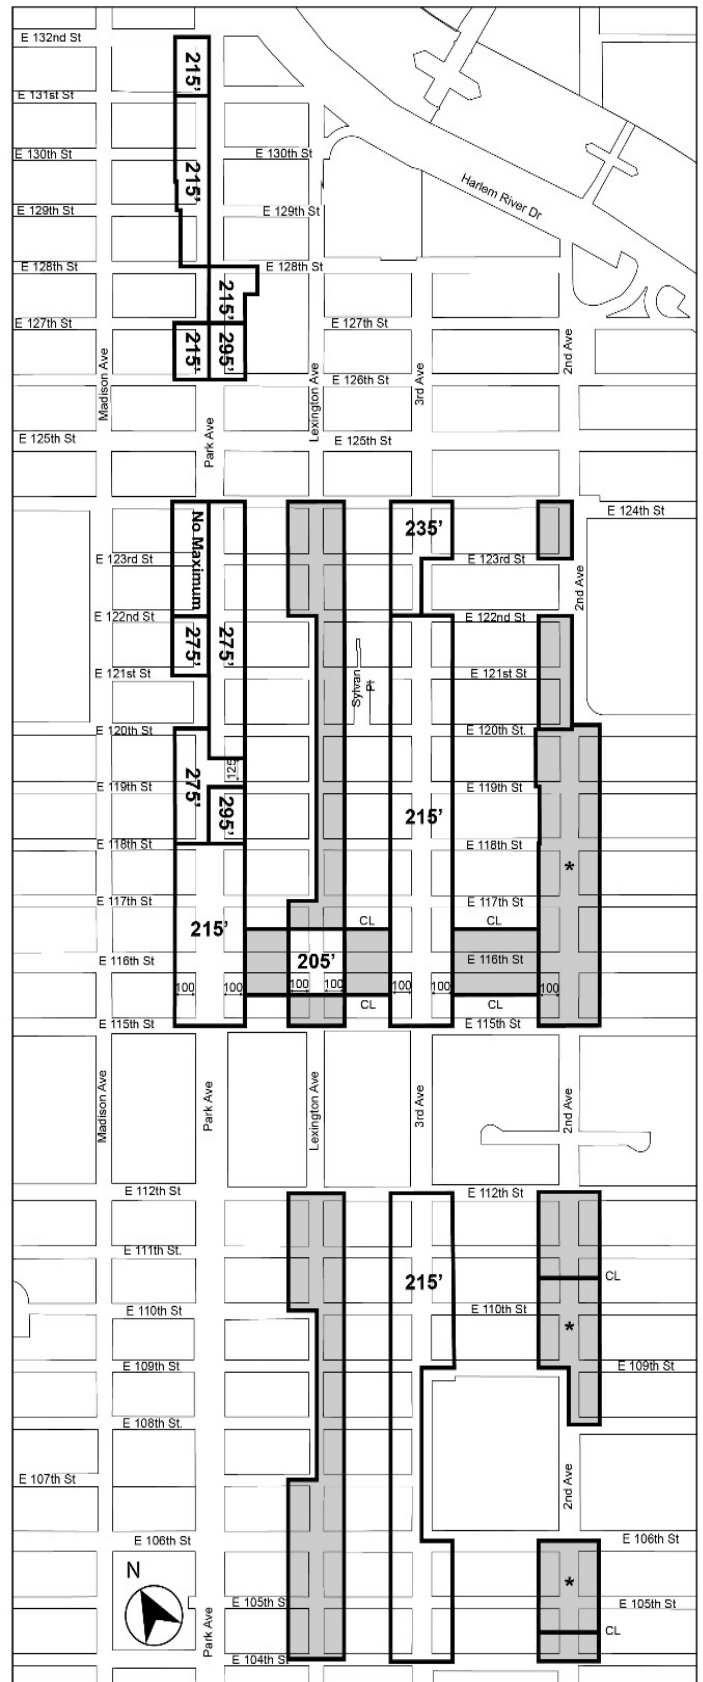 E 132nd St
215'
E 131st St
E 130th St
E 130th St
215'
Harlem River Dr
E 129th St
E 129th St
E 128th St
E 128th St
215'
E 127th St
E 127th St
215'
295'
2nd Ave
Madison Ave
Lexington Ave
3rd Ave
E 126th St
Park Ave
E 125th St
E 125th St
E 124th St
235'
No Maximum
E 123rd St
E 123rd St
2nd Ave
E 122nd St
E 122nd St
275'
275'
E 121st St
E 121st St
Sylvan
Pl
E 120th St
E 120th St.
125
E 119th St
E 119th St
275'
295'
215'
E 118th St
E 118th St
*
E 117th St
E 117th St
CL
CL
215'
E 116th St
205'
E 116th St
100
100
100
100
100
100
100
CL
CL
E 115th St
E 115th St
Madison Ave
Park Ave
Lexington Ave
3rd Ave
2nd Ave
E 112th St
E 112th St
E 111th St.
CL
215'
E 110th St
E 110th St
*
E 109th St
E 109th St
E 108th St.
E 107th St
2nd Ave
E 106th St
E 106th St
N
*
E 105th St
E 105th St
Park Ave
CL
E 104th St